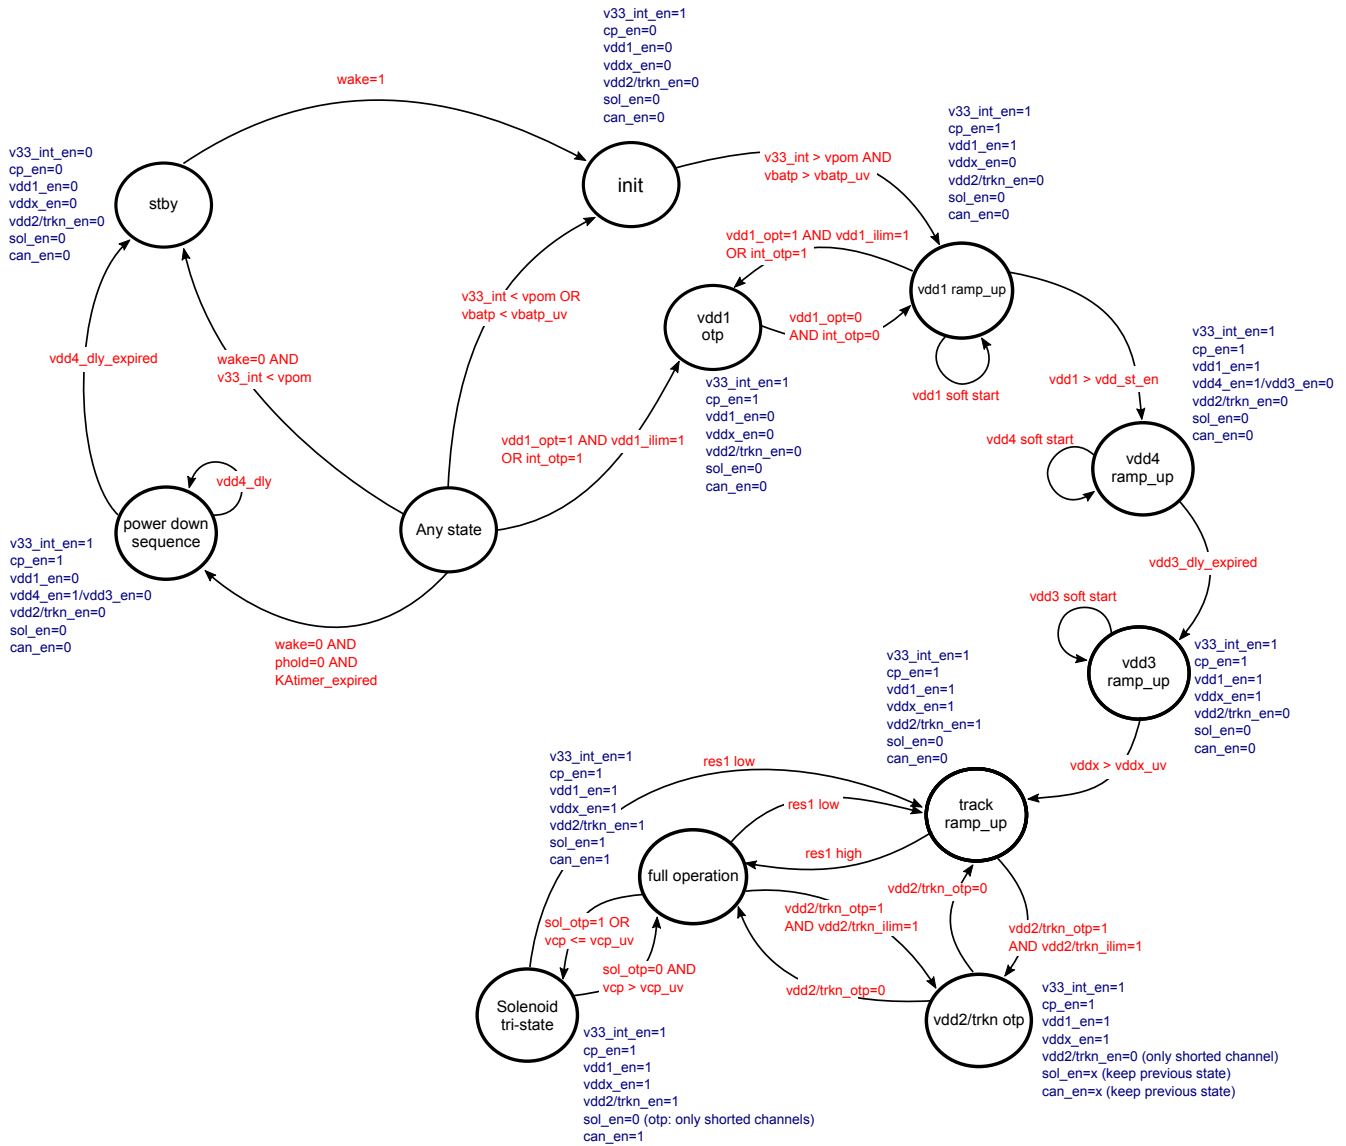 v33_int_en=1
cp_en=0
vdd1_en=0
vddx_en=0
vdd2/trkn_en=0
sol_en=0
can_en=0
wake=1
v33_int_en=0
cp_en=0
vdd1_en=0
vddx_en=0
vdd2/trkn_en=0
sol_en=0
can_en=0
stby
init
v33_int > vpom AND
vbatp > vbatp_uv
v33_int_en=1
cp_en=1
vdd1_en=1
vddx_en=0
vdd2/trkn_en=0
sol_en=0
can_en=0
vdd1_opt=1 AND vdd1_ilim=1
OR int_otp=1
vdd1 ramp_up
vdd1
otp
vdd1_opt=0
AND int_otp=0
vdd1 soft start
v33_int < vpom OR
vbatp < vbatp_uv
vdd4_dly_expired
wake=0 AND
v33_int < vpom
v33_int_en=1
cp_en=1
vdd1_en=0
vddx_en=0
vdd2/trkn_en=0
sol_en=0
can_en=0
vdd1_opt=1 AND vdd1_ilim=1
OR int_otp=1
vdd1 > vdd_st_en
v33_int_en=1
cp_en=1
vdd1_en=1
vdd4_en=1/vdd3_en=0
vdd2/trkn_en=0
sol_en=0
can_en=0
vdd4 soft start
vdd4
ramp_up
vdd4_dly
power down
sequence
Any state
v33_int_en=1
cp_en=1
vdd1_en=0
vdd4_en=1/vdd3_en=0
vdd2/trkn_en=0
sol_en=0
can_en=0
wake=0 AND
phold=0 AND
KAtimer_expired
vdd3_dly_expired
vdd3 soft start
vdd3
ramp_up
v33_int_en=1
cp_en=1
vdd1_en=1
vddx_en=1
vdd2/trkn_en=0
sol_en=0
can_en=0
v33_int_en=1
cp_en=1
vdd1_en=1
vddx_en=1
vdd2/trkn_en=1
sol_en=0
can_en=0
vddx > vddx_uv
v33_int_en=1
cp_en=1
vdd1_en=1
vddx_en=1
vdd2/trkn_en=1
sol_en=1
can_en=1
res1 low
res1 low
track
ramp_up
res1 high
full operation
vdd2/trkn_otp=0
vdd2/trkn_otp=1
AND vdd2/trkn_ilim=1
vdd2/trkn_otp=1
AND vdd2/trkn_ilim=1
sol_otp=1 OR
vcp <= vcp_uv
sol_otp=0 AND
vcp > vcp_uv
vdd2/trkn_otp=0
Solenoid
tri-state
vdd2/trkn otp
v33_int_en=1
cp_en=1
vdd1_en=1
vddx_en=1
vdd2/trkn_en=0 (only shorted channel)
sol_en=x (keep previous state)
can_en=x (keep previous state)
v33_int_en=1
cp_en=1
vdd1_en=1
vddx_en=1
vdd2/trkn_en=1
sol_en=0 (otp: only shorted channels)
can_en=1